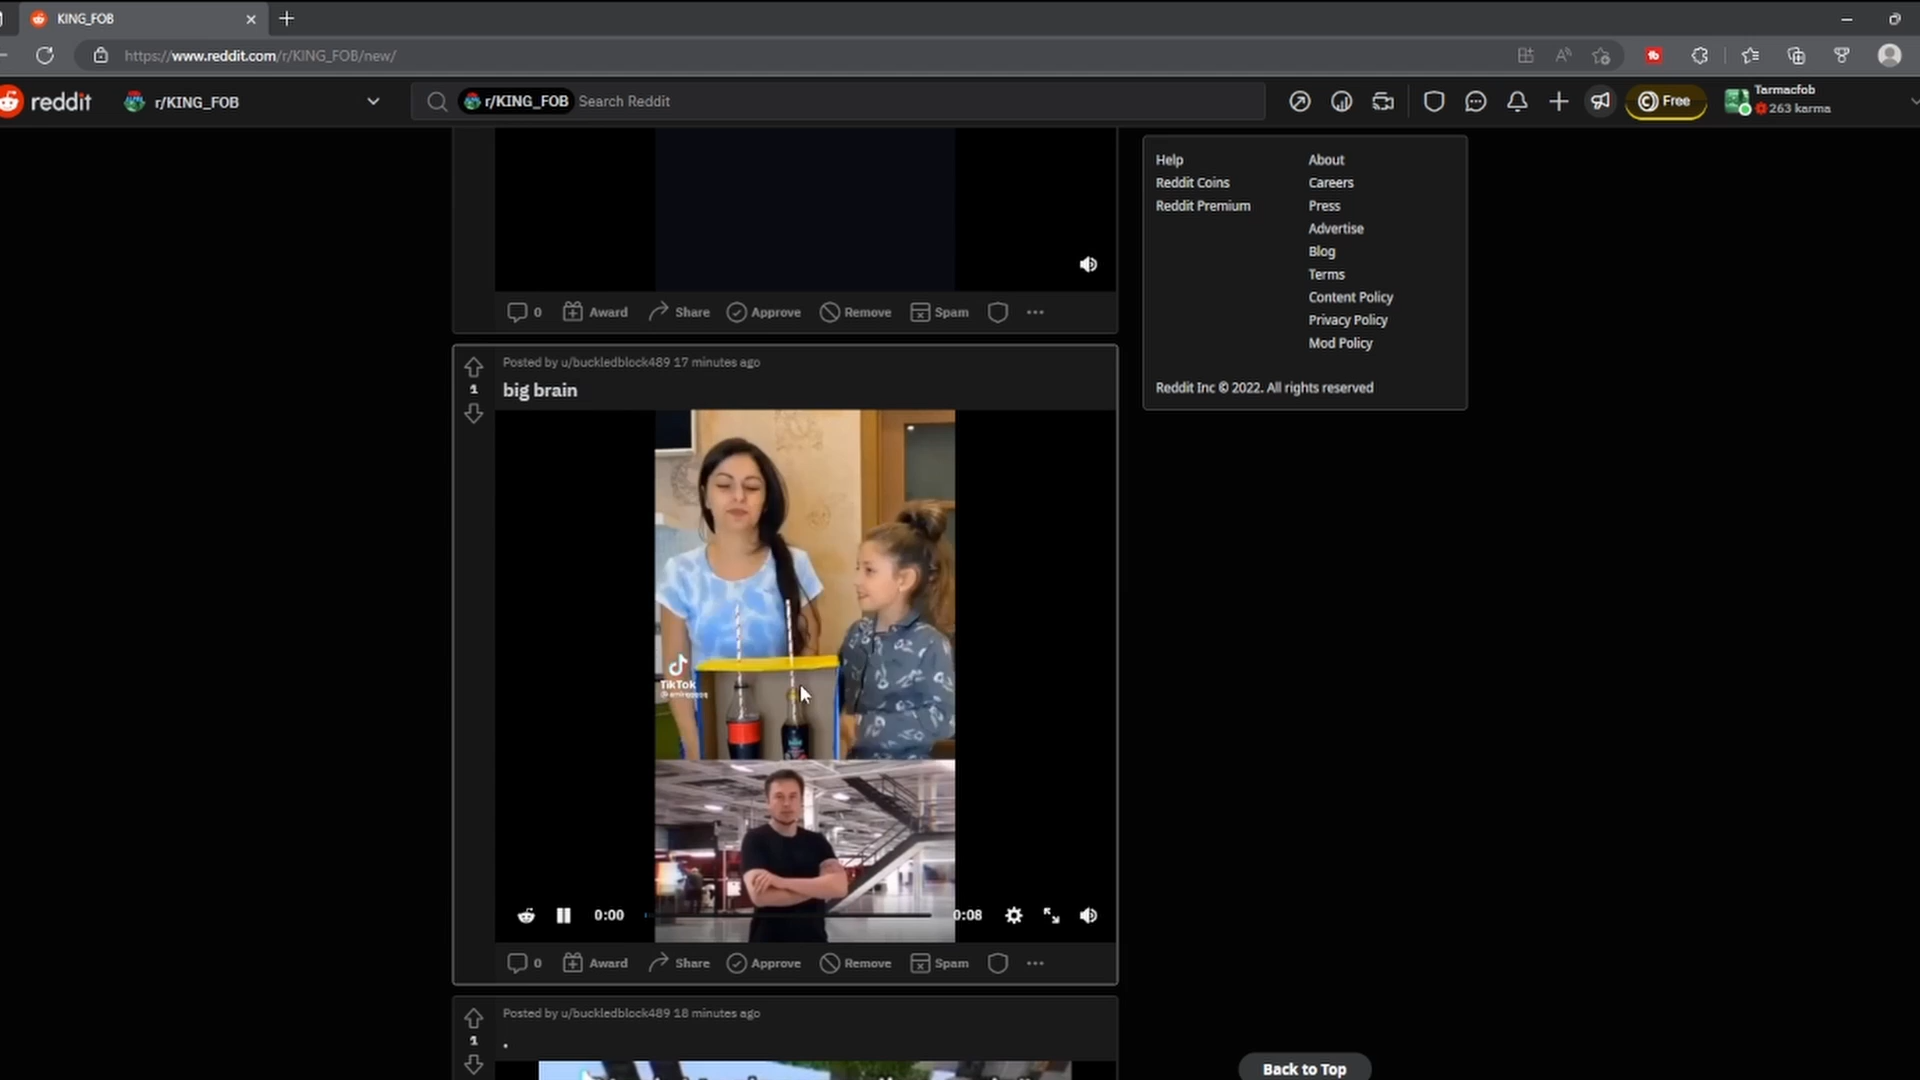 KING_FOB
https://www.reddit.com/r/KING_FOB/new/
reddit
r/KING_FOB
r/KING_FOB Search Reddit
Free
Tarmacfob
263 karma
Help
Reddit Coins
Reddit Premium
About
Careers
Press
Advertise
Blog
Terms
Content Policy
Privacy Policy
Mod Policy
Reddit Inc © 2022. All rights reserved
0 Award Share Approve Remove Spam
Posted by u/buckledblock489 17 minutes ago
1
big brain
TikTok
0:00
0:08
0 Award Share Approve Remove Spam
Posted by u/buckledblock489 18 minutes ago
1
.
Back to Top